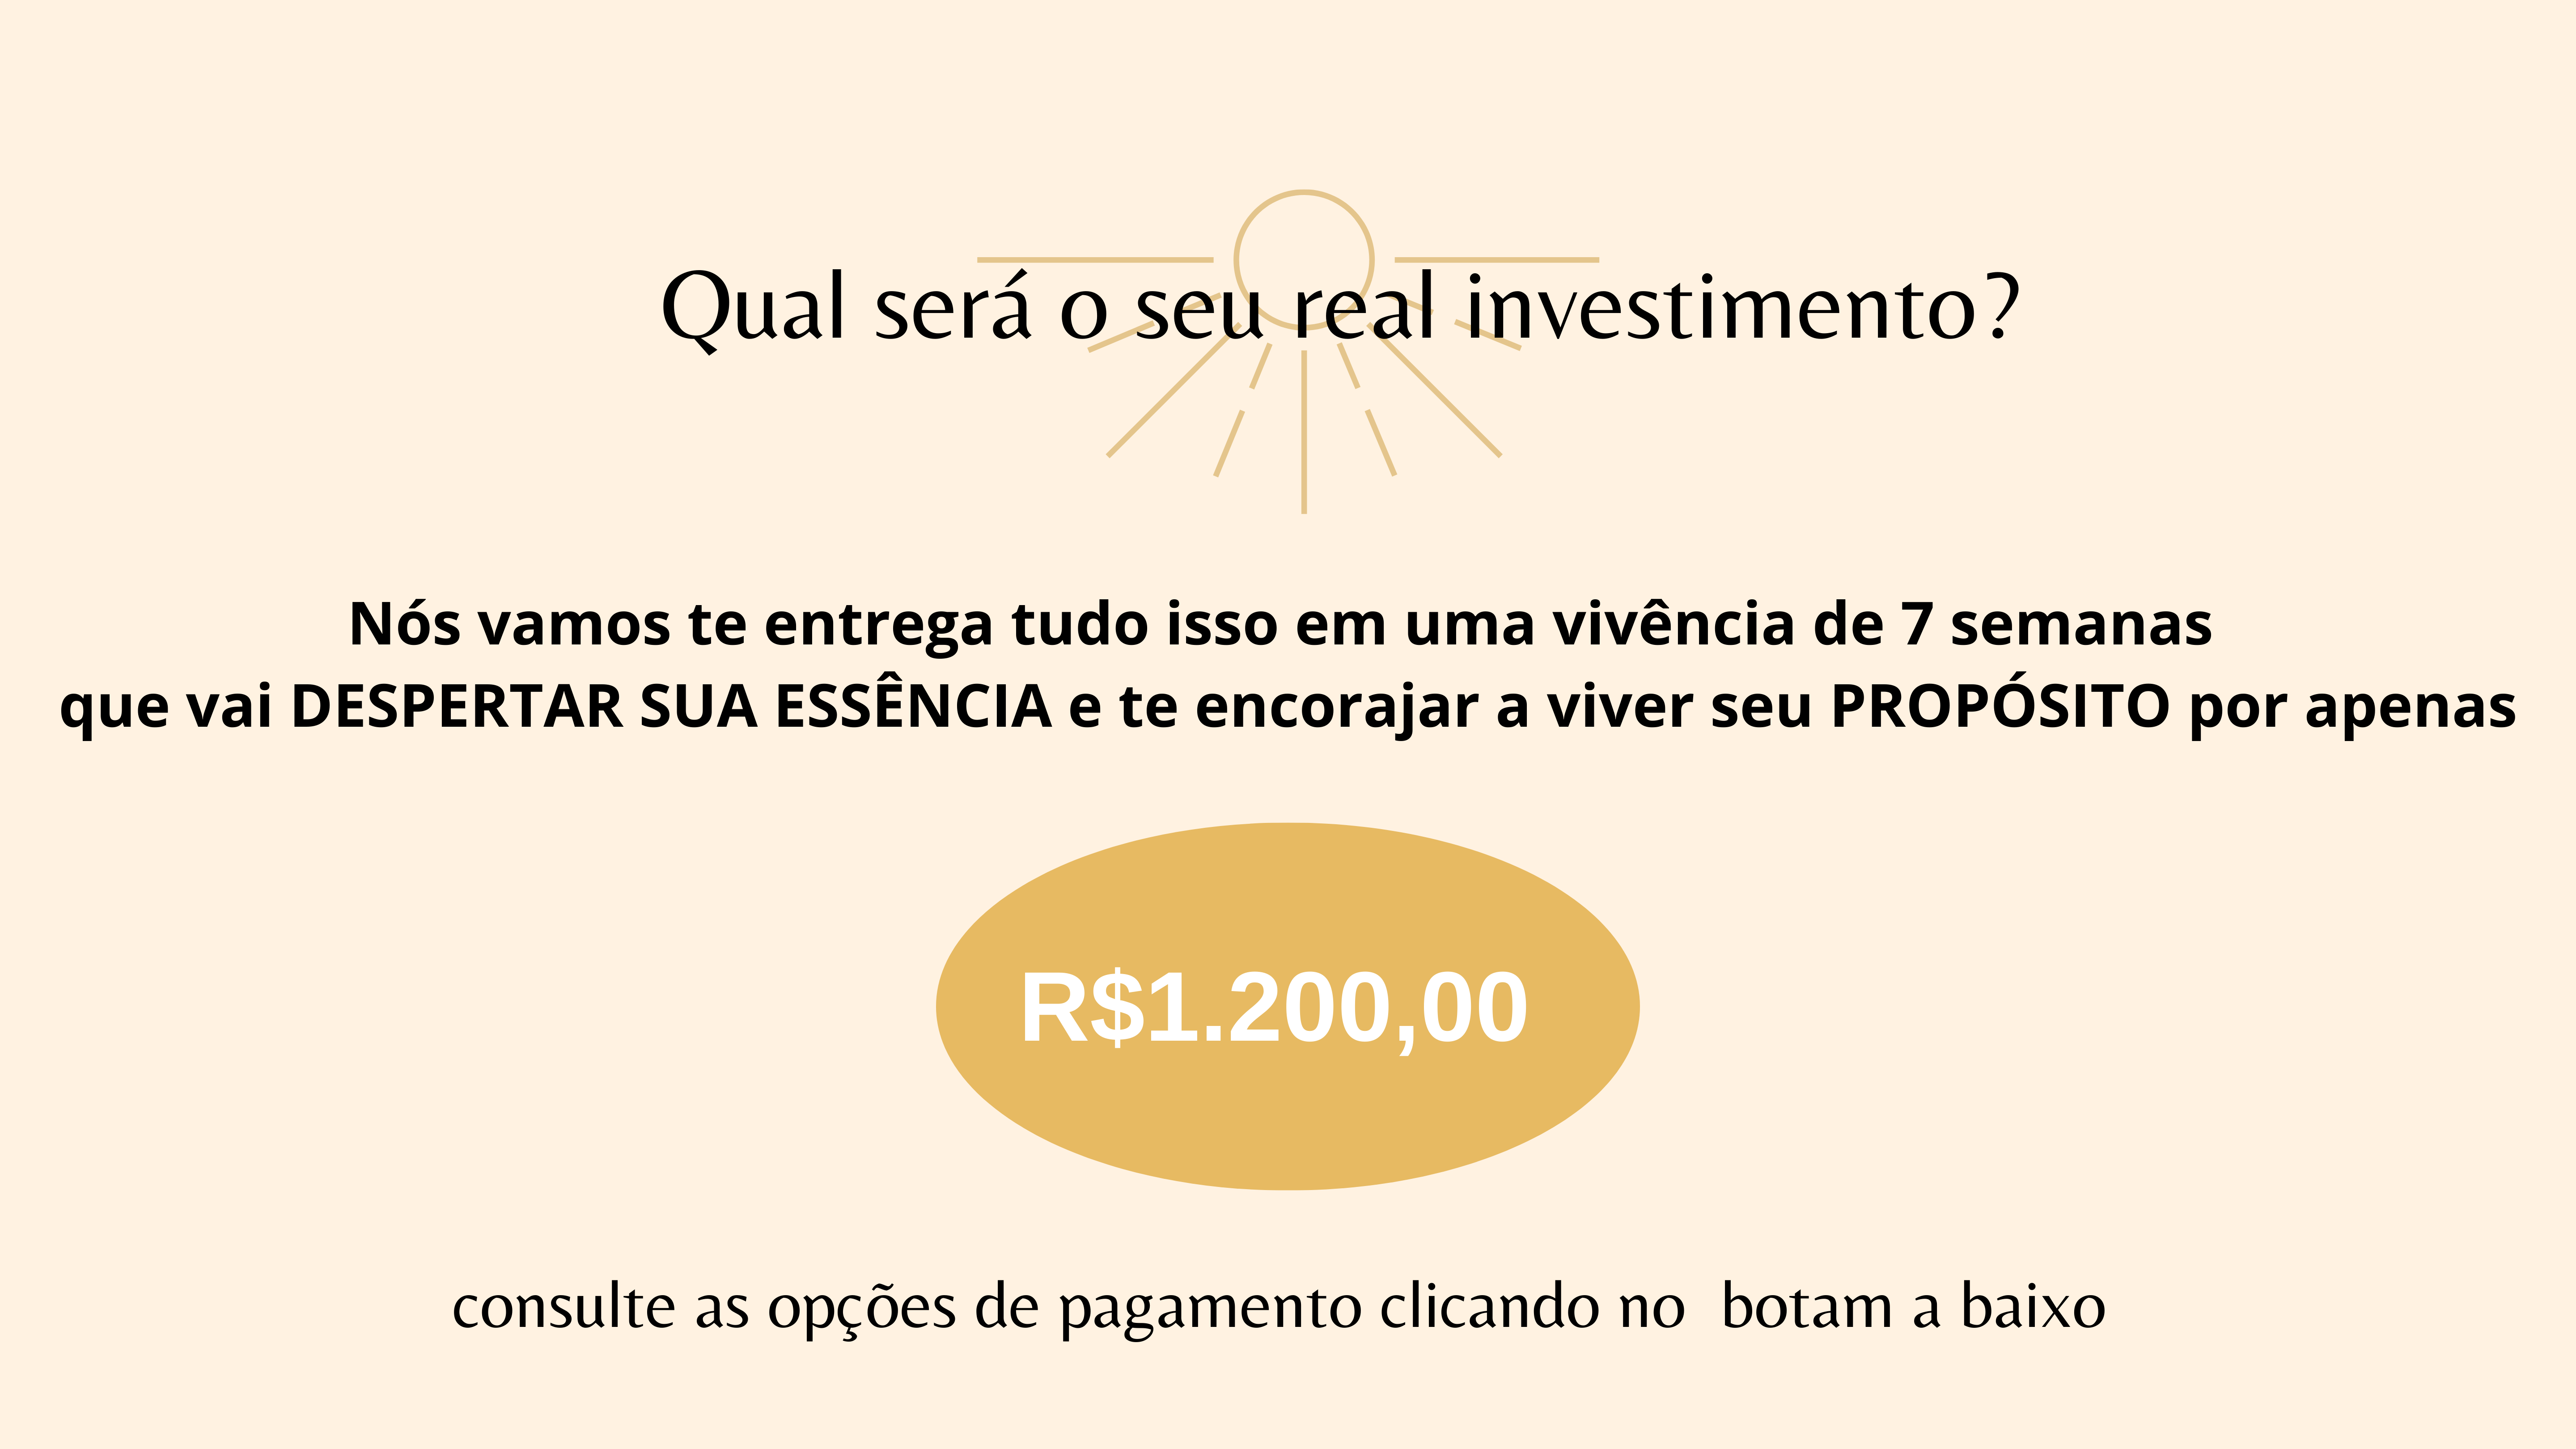 Qual será o seu real investimento?
Nós vamos te entrega tudo isso em uma vivência de 7 semanas
que vai DESPERTAR SUA ESSÊNCIA e te encorajar a viver seu PROPÓSITO por apenas
R$1.200,00
consulte as opções de pagamento clicando no  botam a baixo